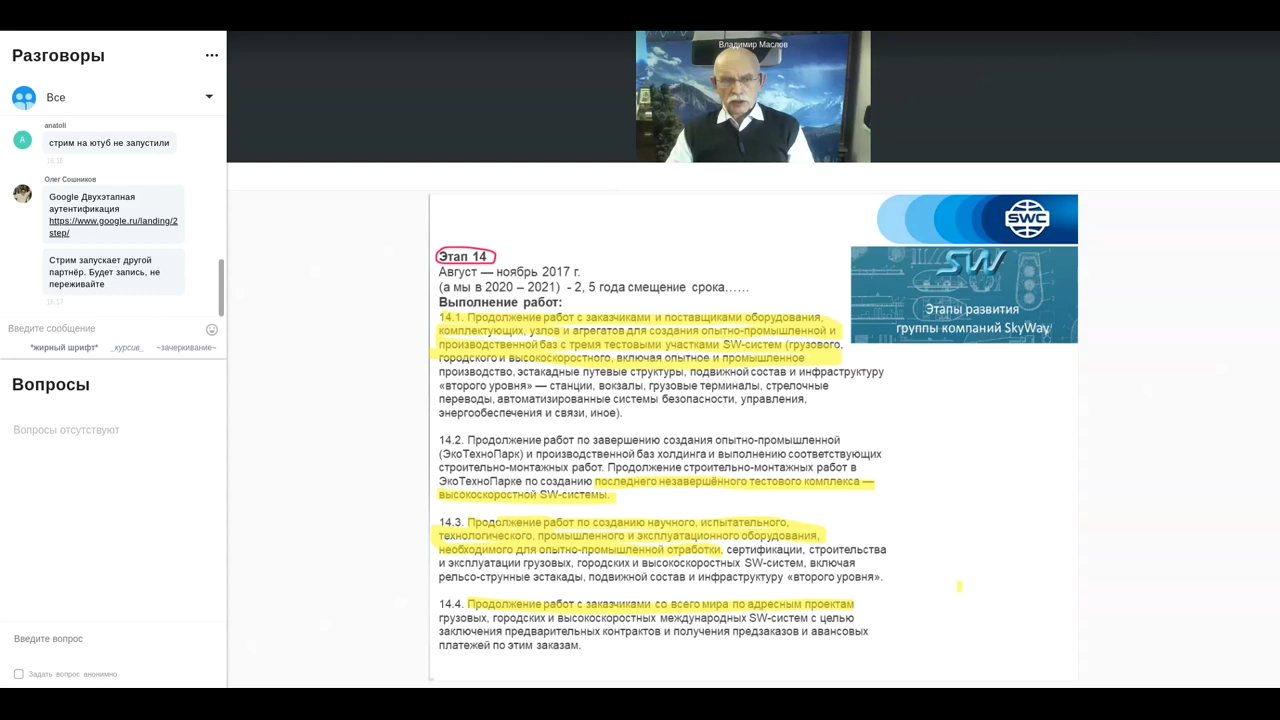 Разговоры
Все
anatoli
A
стрим на ютуб не запустили
16:15
Олег Сошников
Google Двухэтапная
аутентификация
https://www.google.ru/landing/2
step/
Стрим запускает другой
партнёр. Будет запись, не
переживайте
16:17
Введите сообщение
*жирный шрифт* _курсив_ ~зачеркивание~
Вопросы
Вопросы отсутствуют
Введите вопрос
Задать вопрос анонимно
Владимир Маслов
SWC
SW
Этапы развития
группы компаний SkyWay
Этап 14
Август — ноябрь 2017 г.
(а мы в 2020 – 2021) - 2, 5 года смещение срока……
Выполнение работ:
14.1. Продолжение работ с заказчиками и поставщиками оборудования,
комплектующих, узлов и агрегатов для создания опытно-промышленной и
производственной баз с тремя тестовыми участками SW-систем (грузового,
городского и высокоскоростного, включая опытное и промышленное
производство, эстакадные путевые структуры, подвижной состав и инфраструктуру
«второго уровня» — станции, вокзалы, грузовые терминалы, стрелочные
переводы, автоматизированные системы безопасности, управления,
энергообеспечения и связи, иное).
14.2. Продолжение работ по завершению создания опытно-промышленной
(ЭкоТехноПарк) и производственной баз холдинга и выполнению соответствующих
строительно-монтажных работ. Продолжение строительно-монтажных работ в
ЭкоТехноПарке по созданию последнего незавершённого тестового комплекса —
высокоскоростной SW-системы.
14.3. Продолжение работ по созданию научного, испытательного,
технологического, промышленного и эксплуатационного оборудования,
необходимого для опытно-промышленной отработки, сертификации, строительства
и эксплуатации грузовых, городских и высокоскоростных SW-систем, включая
рельсо-струнные эстакады, подвижной состав и инфраструктуру «второго уровня».
14.4. Продолжение работ с заказчиками со всего мира по адресным проектам
грузовых, городских и высокоскоростных международных SW-систем с целью
заключения предварительных контрактов и получения предзаказов и авансовых
платежей по этим заказам.